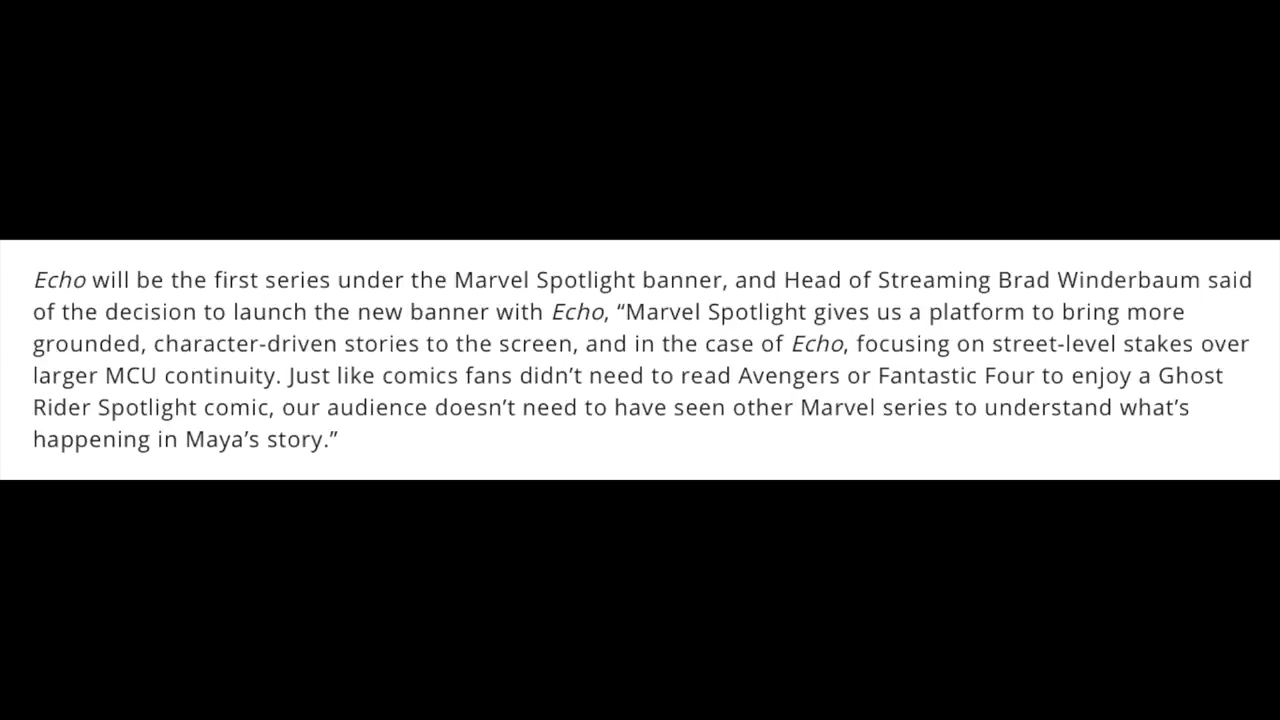 Echo will be the first series under the Marvel Spotlight banner, and Head of Streaming Brad Winderbaum said
of the decision to launch the new banner with Echo, “Marvel Spotlight gives us a platform to bring more
grounded, character-driven stories to the screen, and in the case of Echo, focusing on street-level stakes over
larger MCU continuity. Just like comics fans didn’t need to read Avengers or Fantastic Four to enjoy a Ghost
Rider Spotlight comic, our audience doesn’t need to have seen other Marvel series to understand what’s
happening in Maya’s story.”